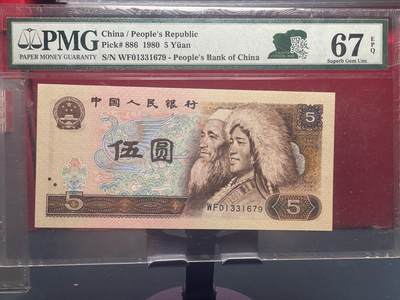 PMG
PAPER MONEY GUARANTY
China / People's Republic
Pick# 886 1980 5 Yüan
S/N WF01331679 - People's Bank of China
67 EPQ
Superb Gem Unc
中国人民银行
5
伍圆
WF01331679
5
5